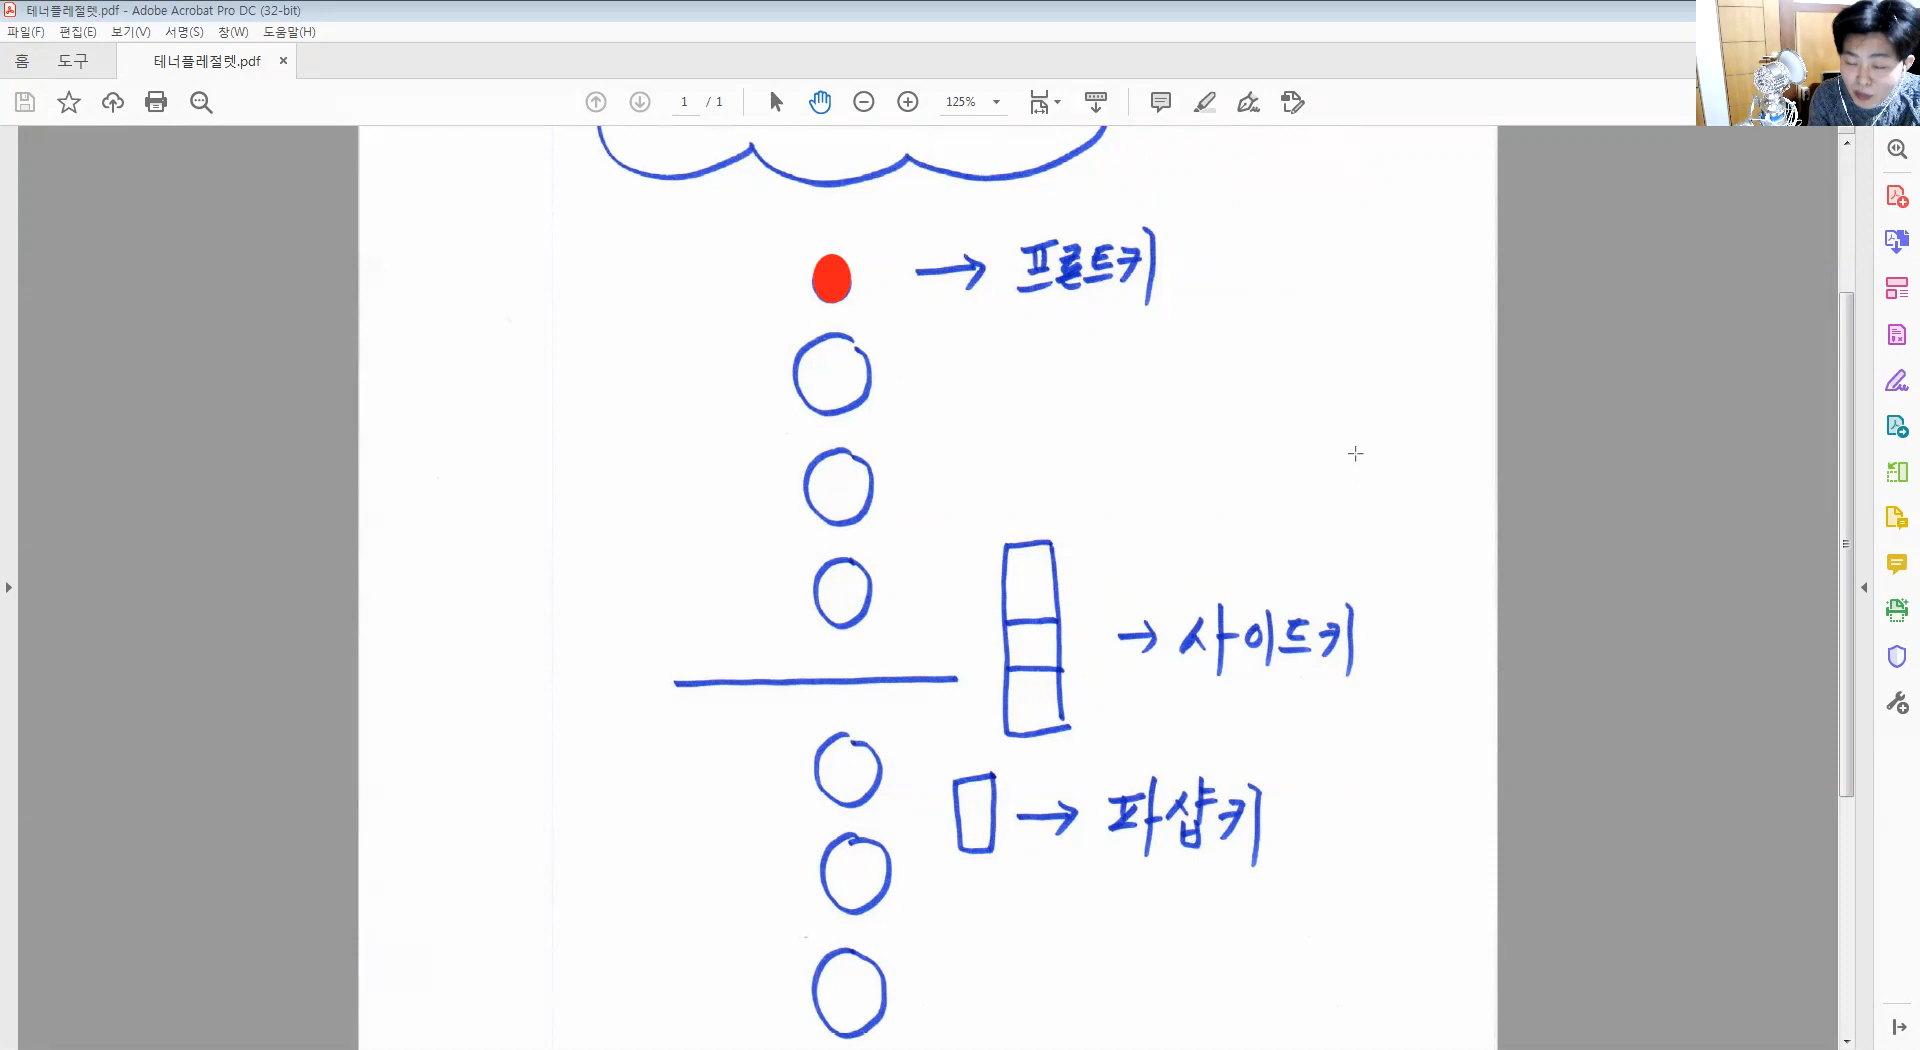 테너플레절렛.pdf - Adobe Acrobat Pro DC (32-bit)
파일(F) 편집(E) 보기(V) 서명(S) 창(W) 도움말(H)
홈 도구 테너플레절렛.pdf ×
1 / 1 125%
→ 프론트키
→ 사이드키
→ 파샵키